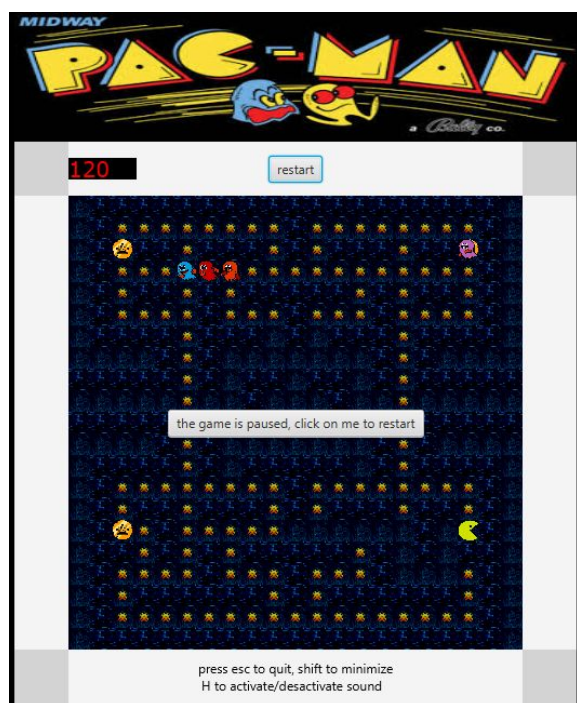 MIDWAY
PAC-MAN
a Bally co.
120
restart
the game is paused, click on me to restart
press esc to quit, shift to minimize
H to activate/desactivate sound